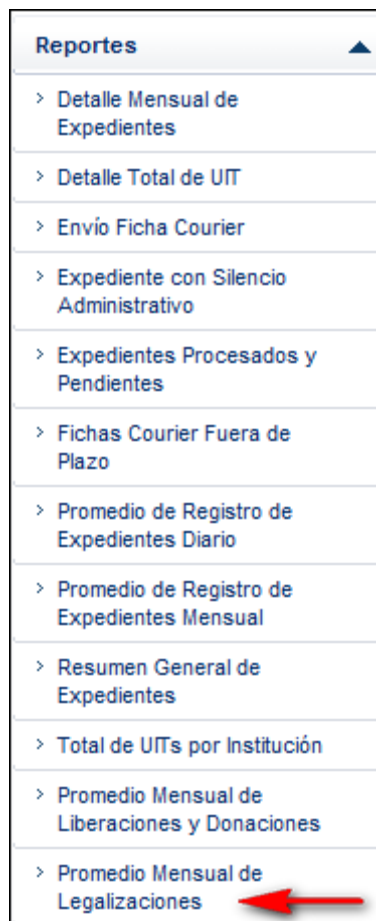 Reportes
Detalle Mensual de
Expedientes
Detalle Total de UIT
Envío Ficha Courier
Expediente con Silencio
Administrativo
Expedientes Procesados y
Pendientes
Fichas Courier Fuera de
Plazo
Promedio de Registro de
Expedientes Diario
Promedio de Registro de
Expedientes Mensual
Resumen General de
Expedientes
Total de UITs por Institución
Promedio Mensual de
Liberaciones y Donaciones
Promedio Mensual de
Legalizaciones